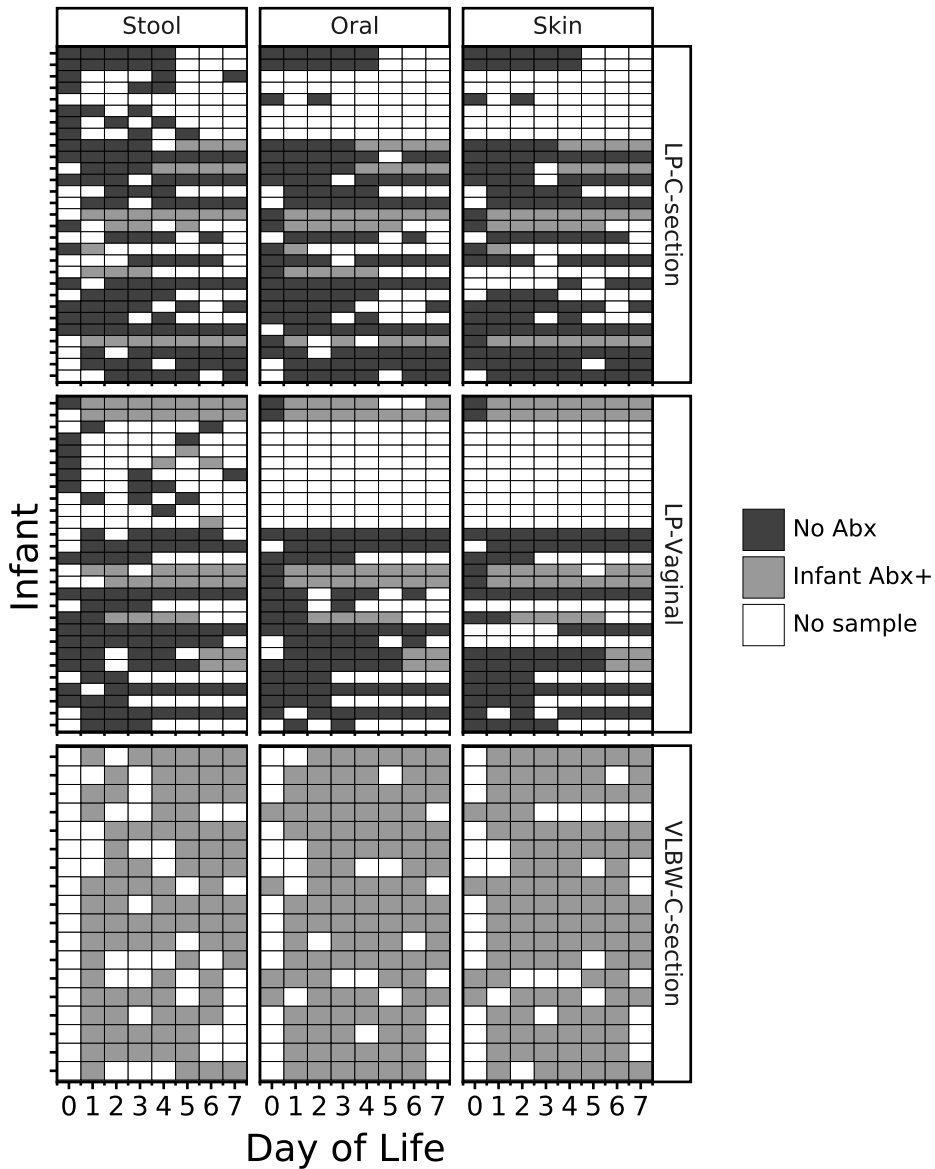 Stool Oral Skin
LP-C-section
LP-Vaginal
VLBW-C-section
Infant
No Abx
Infant Abx+
No sample
0 1 2 3 4 5 6 7 0 1 2 3 4 5 6 7 0 1 2 3 4 5 6 7
Day of Life